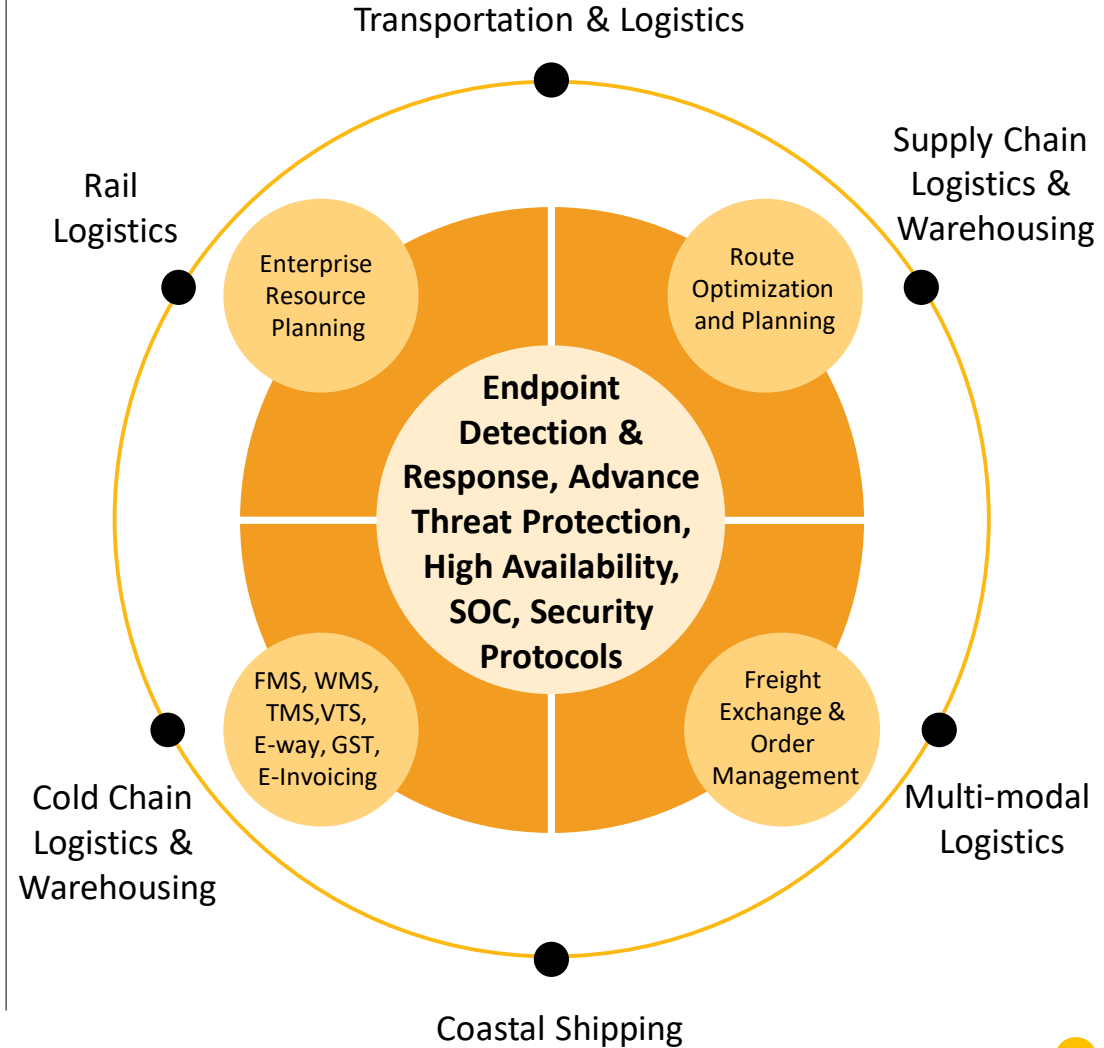 Transportation & Logistics
Supply Chain
Logistics &
Warehousing
Rail
Logistics
Enterprise
Resource
Planning
Route
Optimization
and Planning
Endpoint
Detection &
Response, Advance
Threat Protection,
High Availability,
SOC, Security
Protocols
FMS, WMS,
TMS,VTS,
E-way, GST,
E-Invoicing
Freight
Exchange &
Order
Management
Cold Chain
Logistics &
Warehousing
Multi-modal
Logistics
Coastal Shipping